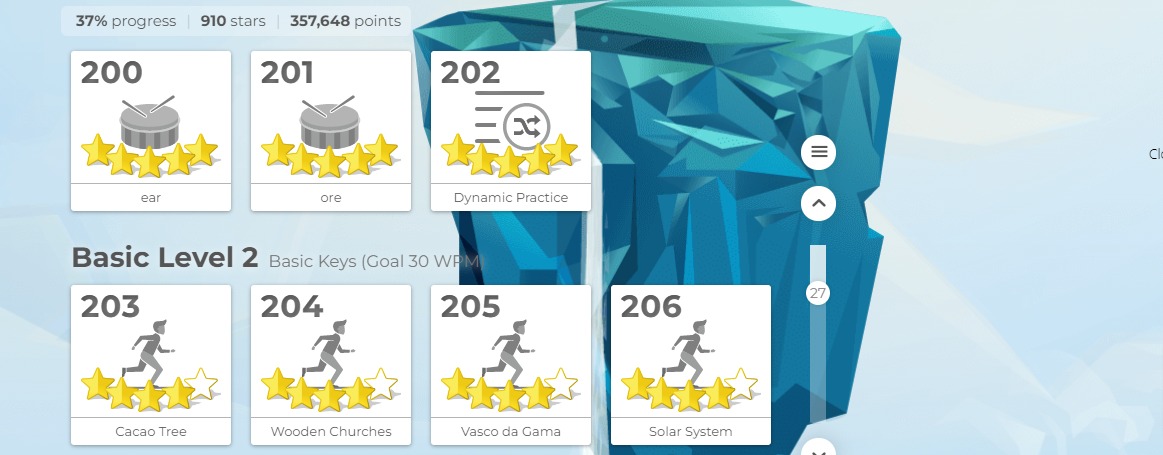 37% progress | 910 stars | 357,648 points
200
201
202
ear
ore
Dynamic Practice
Basic Level 2 Basic Keys (Goal 30 WPM)
203
204
205
206
27
Cacao Tree
Wooden Churches
Vasco da Gama
Solar System